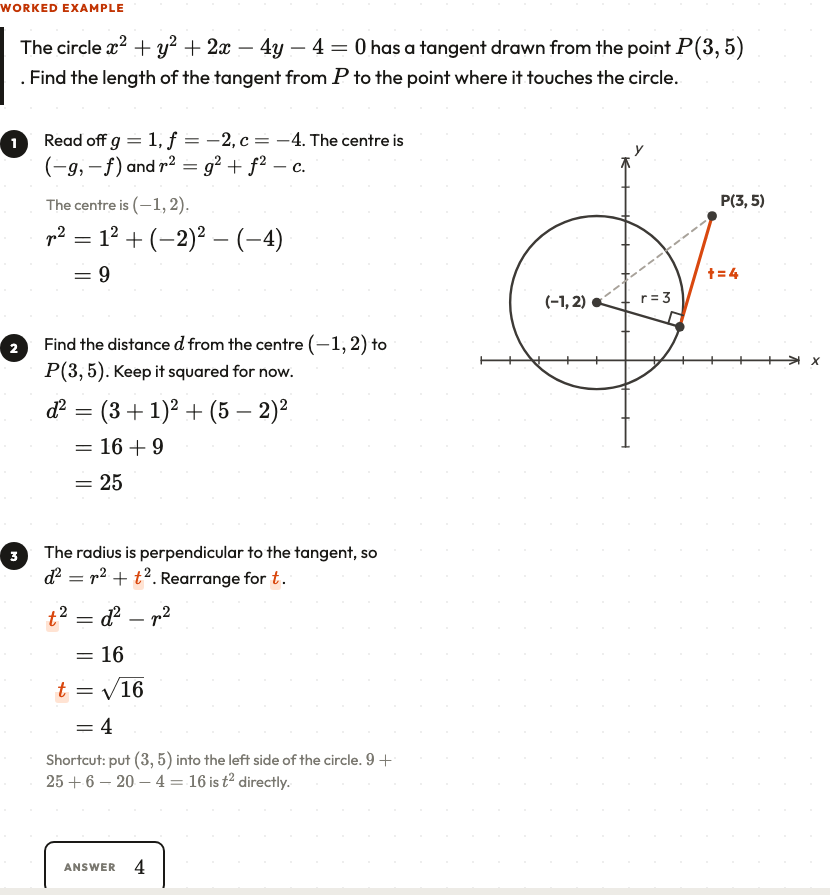 WORKED EXAMPLE
The circle x² + y² + 2x − 4y − 4 = 0 has a tangent drawn from the point P(3, 5)
. Find the length of the tangent from P to the point where it touches the circle.
1
Read off g = 1, f = −2, c = −4. The centre is
(−g, −f) and r² = g² + f² − c.
The centre is (−1, 2).
r² = 1² + (−2)² − (−4)
= 9
2
Find the distance d from the centre (−1, 2) to
P(3, 5). Keep it squared for now.
d² = (3 + 1)² + (5 − 2)²
= 16 + 9
= 25
3
The radius is perpendicular to the tangent, so
d² = r² + t². Rearrange for t.
t² = d² − r²
= 16
t = √16
= 4
Shortcut: put (3, 5) into the left side of the circle. 9 +
25 + 6 − 20 − 4 = 16 is t² directly.
ANSWER 4
y
P(3, 5)
t = 4
(−1, 2)
r = 3
x